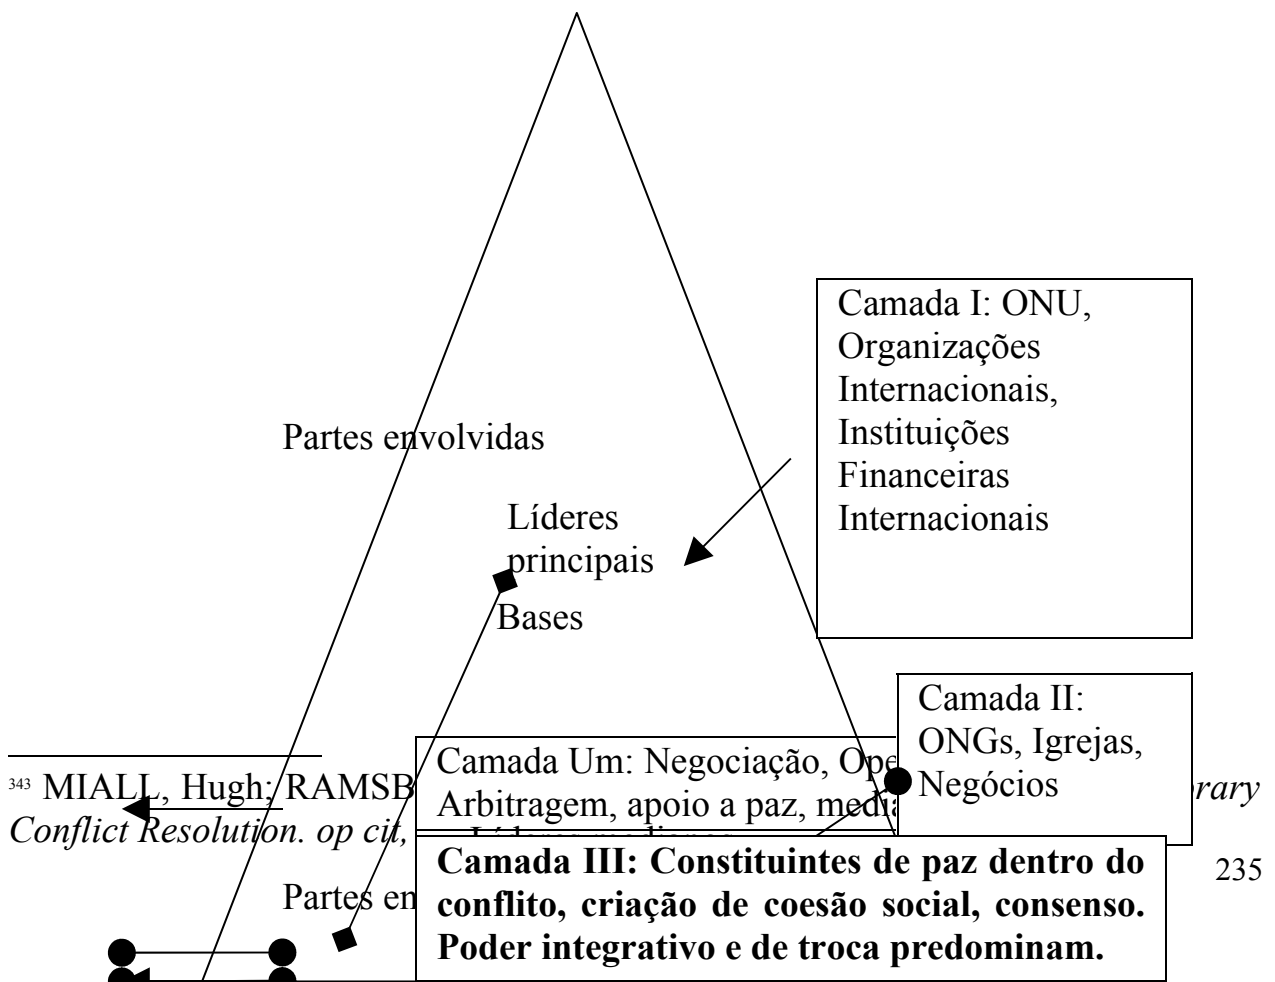 Camada I: ONU,
Organizações
Internacionais,
Instituições
Financeiras
Internacionais
Partes envolvidas
Líderes
principais
Bases
Camada II:
ONGs, Igrejas,
Negócios
Camada Um: Negociação,
Arbitragem, apoio a paz,
343 MIALL, Hugh;
Conflict Resolution. op cit,
Camada III: Constituintes de paz dentro do
conflito, criação de coesão social, consenso.
Poder integrativo e de troca predominam.
Partes
235